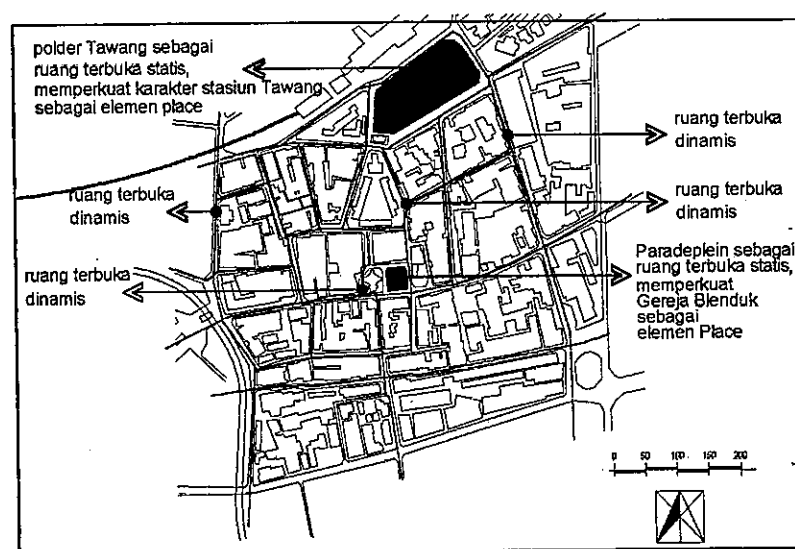 polder Tawang sebagai
ruang terbuka statis,
memperkuat karakter stasiun Tawang
sebagai elemen place
ruang terbuka
dinamis
ruang terbuka
dinamis
ruang terbuka
dinamis
ruang terbuka
dinamis
Paradeplein sebagai
ruang terbuka statis,
memperkuat
Gereja Blenduk
sebagai
elemen Place
0 50 100 150 200